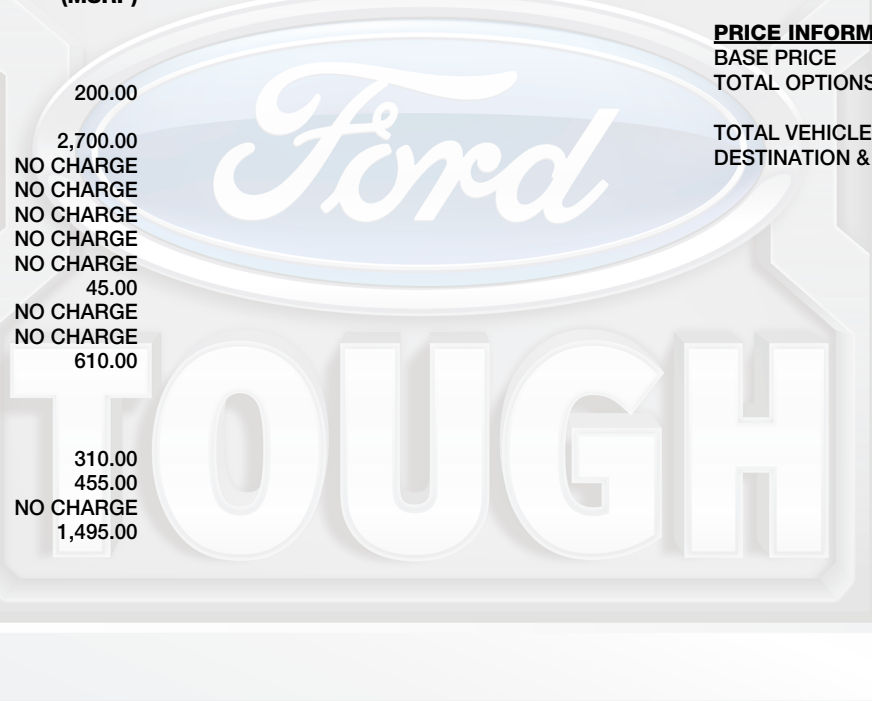 (MSRP)
200.00
2,700.00
NO CHARGE
NO CHARGE
NO CHARGE
NO CHARGE
NO CHARGE
45.00
NO CHARGE
NO CHARGE
610.00
310.00
455.00
NO CHARGE
1,495.00
PRICE INFORM
BASE PRICE
TOTAL OPTIONS
TOTAL VEHICLE
DESTINATION &
Ford
TOUGH